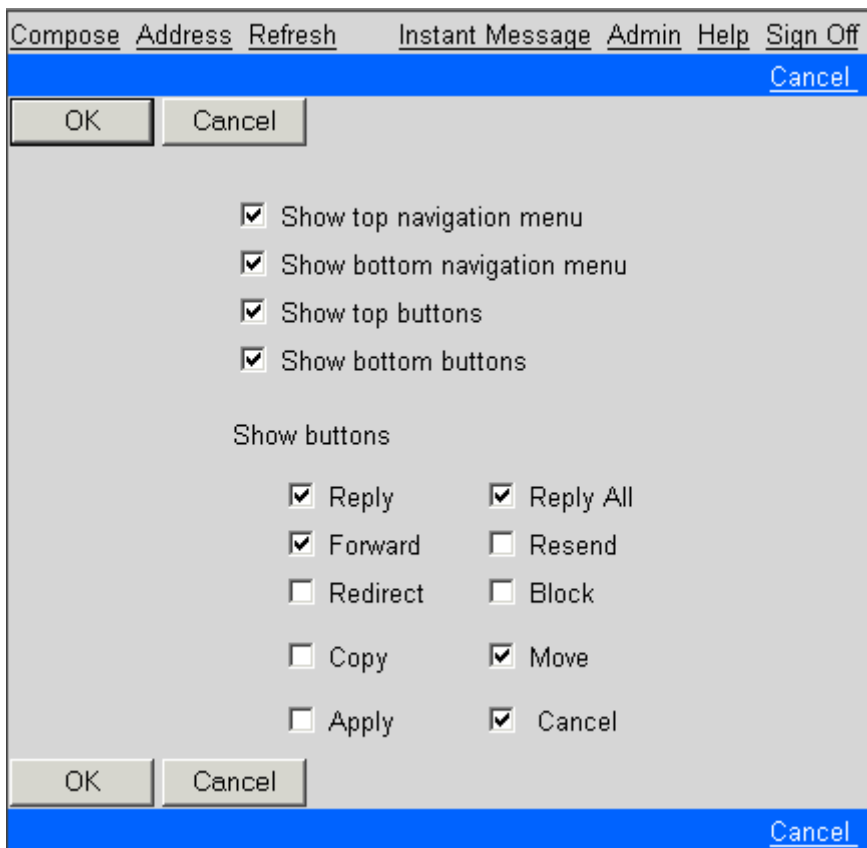 Compose Address Refresh Instant Message Admin Help Sign Off
Cancel
OK Cancel
Show top navigation menu
Show bottom navigation menu
Show top buttons
Show bottom buttons
Show buttons
Reply Reply All
Forward Resend
Redirect Block
Copy Move
Apply Cancel
OK Cancel
Cancel